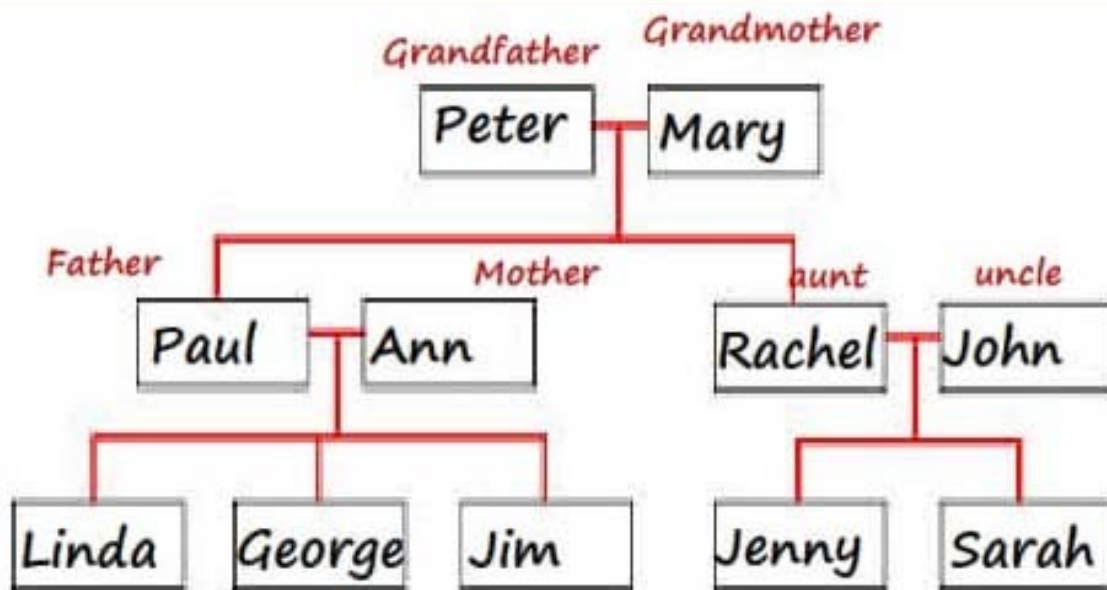 Grandfather Grandmother
Peter Mary
Father Mother aunt uncle
Paul Ann Rachel John
Linda George Jim Jenny Sarah